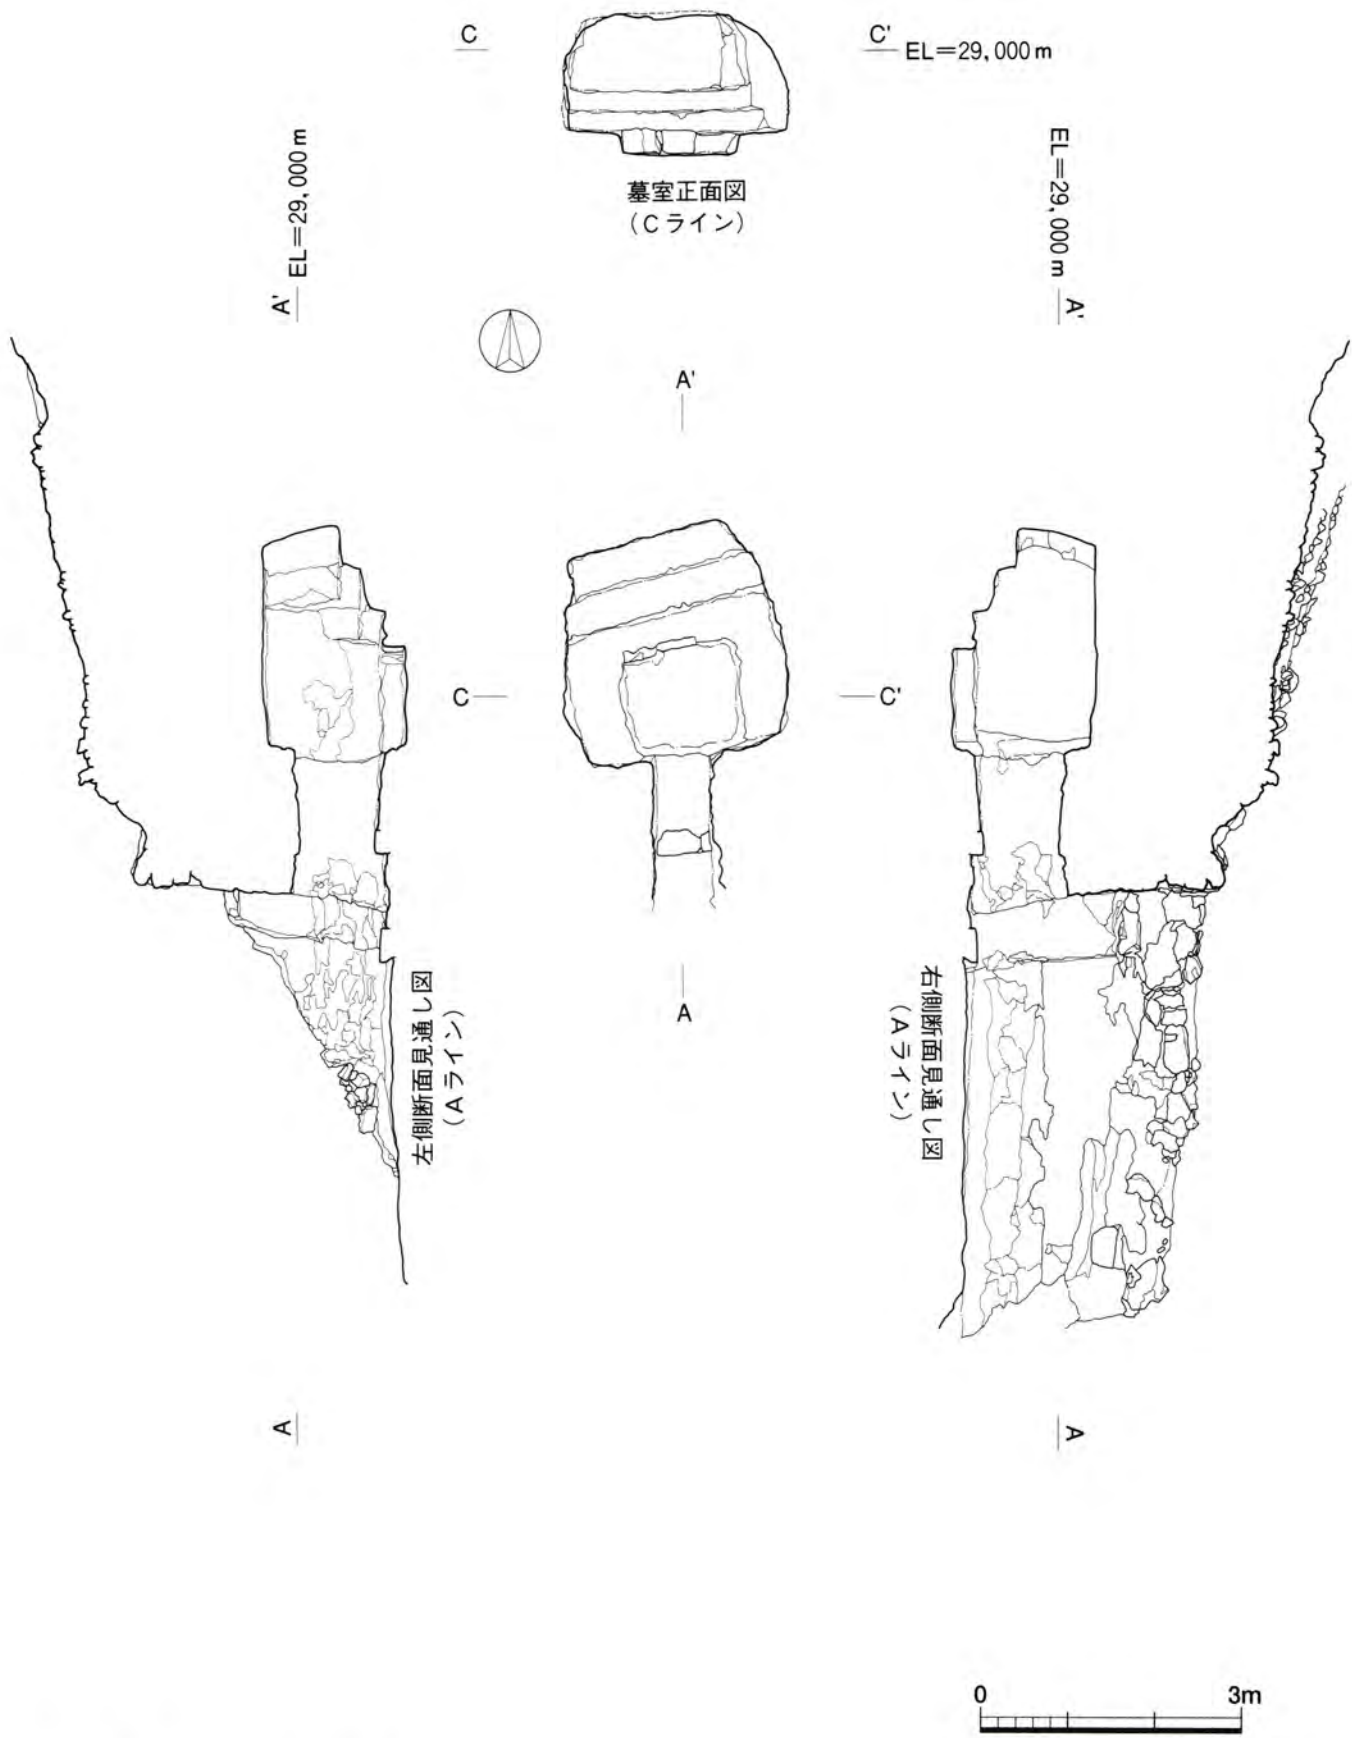 C
C'
EL=29,000m
墓室正面図
(Cライン)
A'
EL=29,000m
EL=29,000m
A'
A'
C
C'
A
左側断面見通し図
(Aライン)
右側断面見通し図
(Aライン)
A
A
0
3m